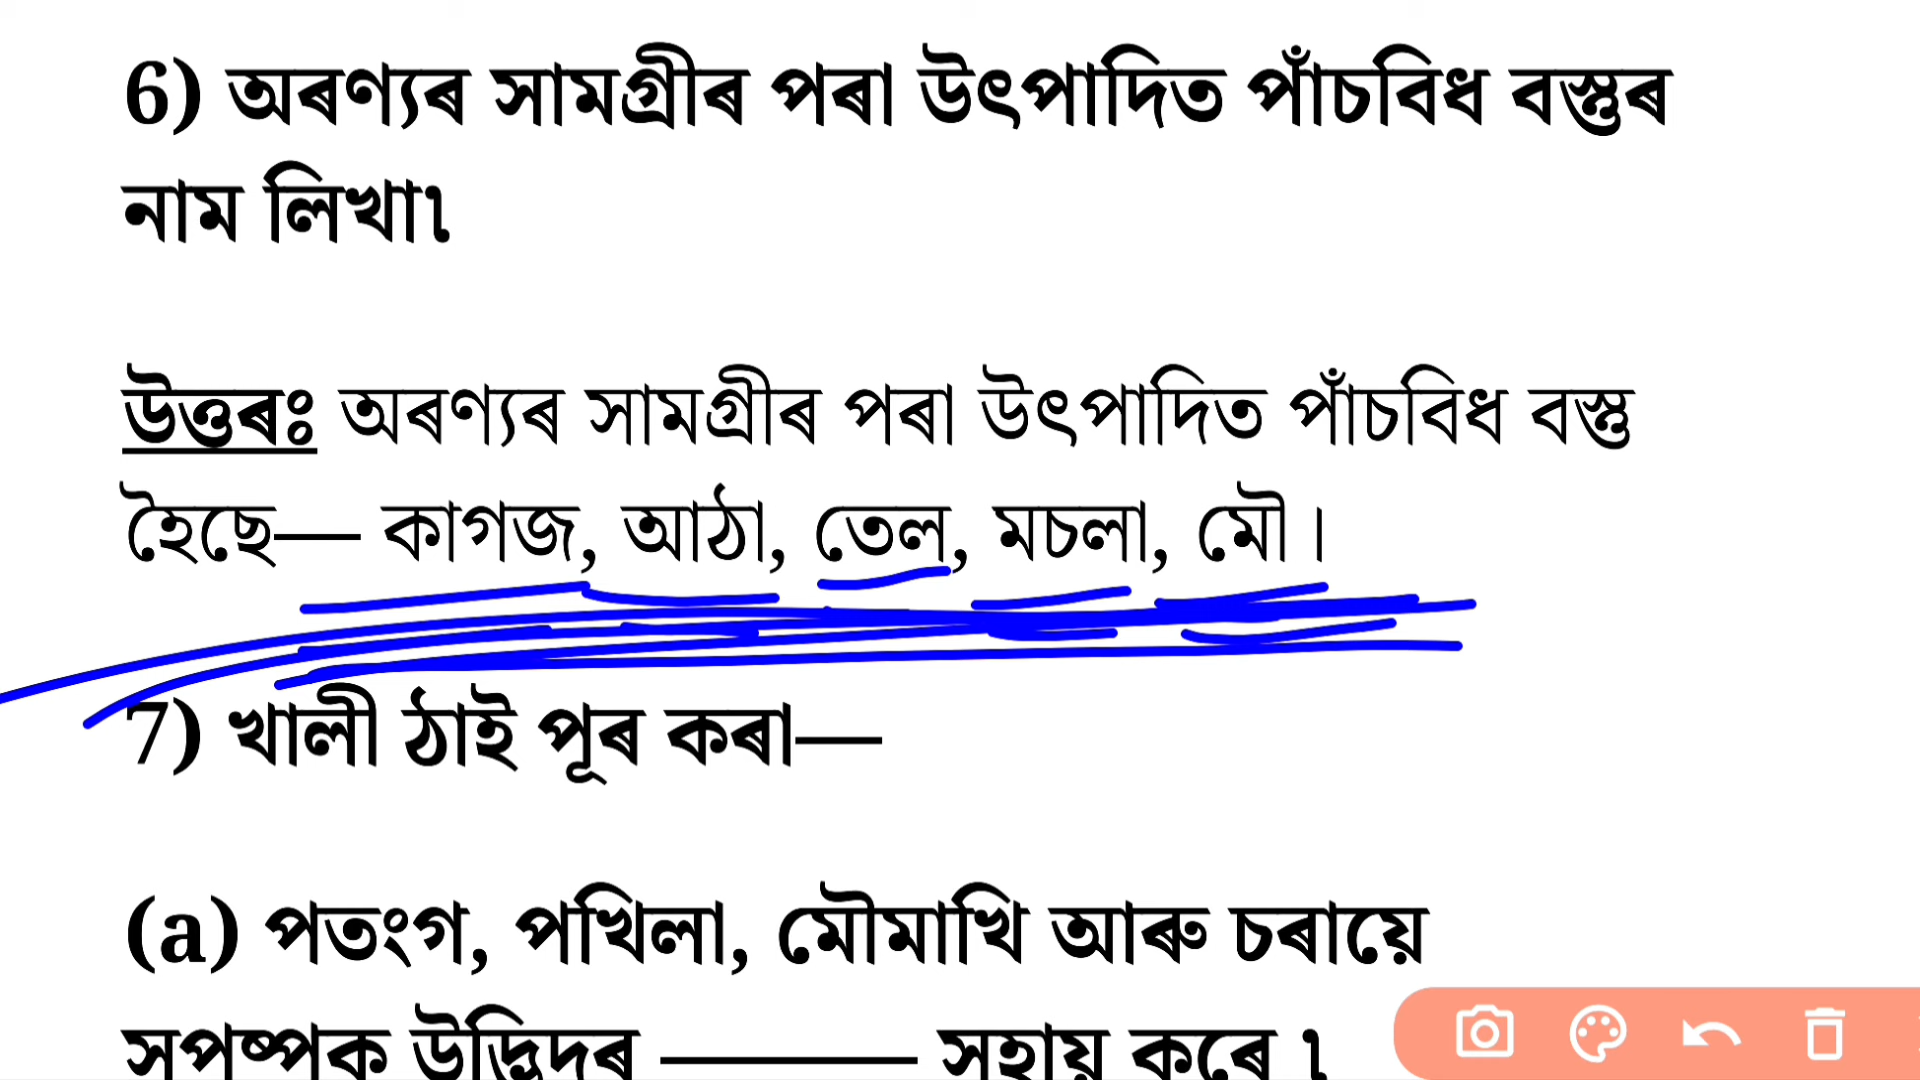 6) অৰণ্যৰ সামগ্ৰীৰ পৰা উৎপাদিত পাঁচবিধ বস্তুৰ
নাম লিখা৷
উত্তৰঃ অৰণ্যৰ সামগ্ৰীৰ পৰা উৎপাদিত পাঁচবিধ বস্তু
হৈছে— কাগজ, আঠা, তেল, মচলা, মৌ।
7) খালী ঠাই পূৰ কৰা—
(a) পতংগ, পখিলা, মৌমাখি আৰু চৰায়ে
সপুষ্পক উদ্ভিদৰ ——— সহায় কৰে ৷